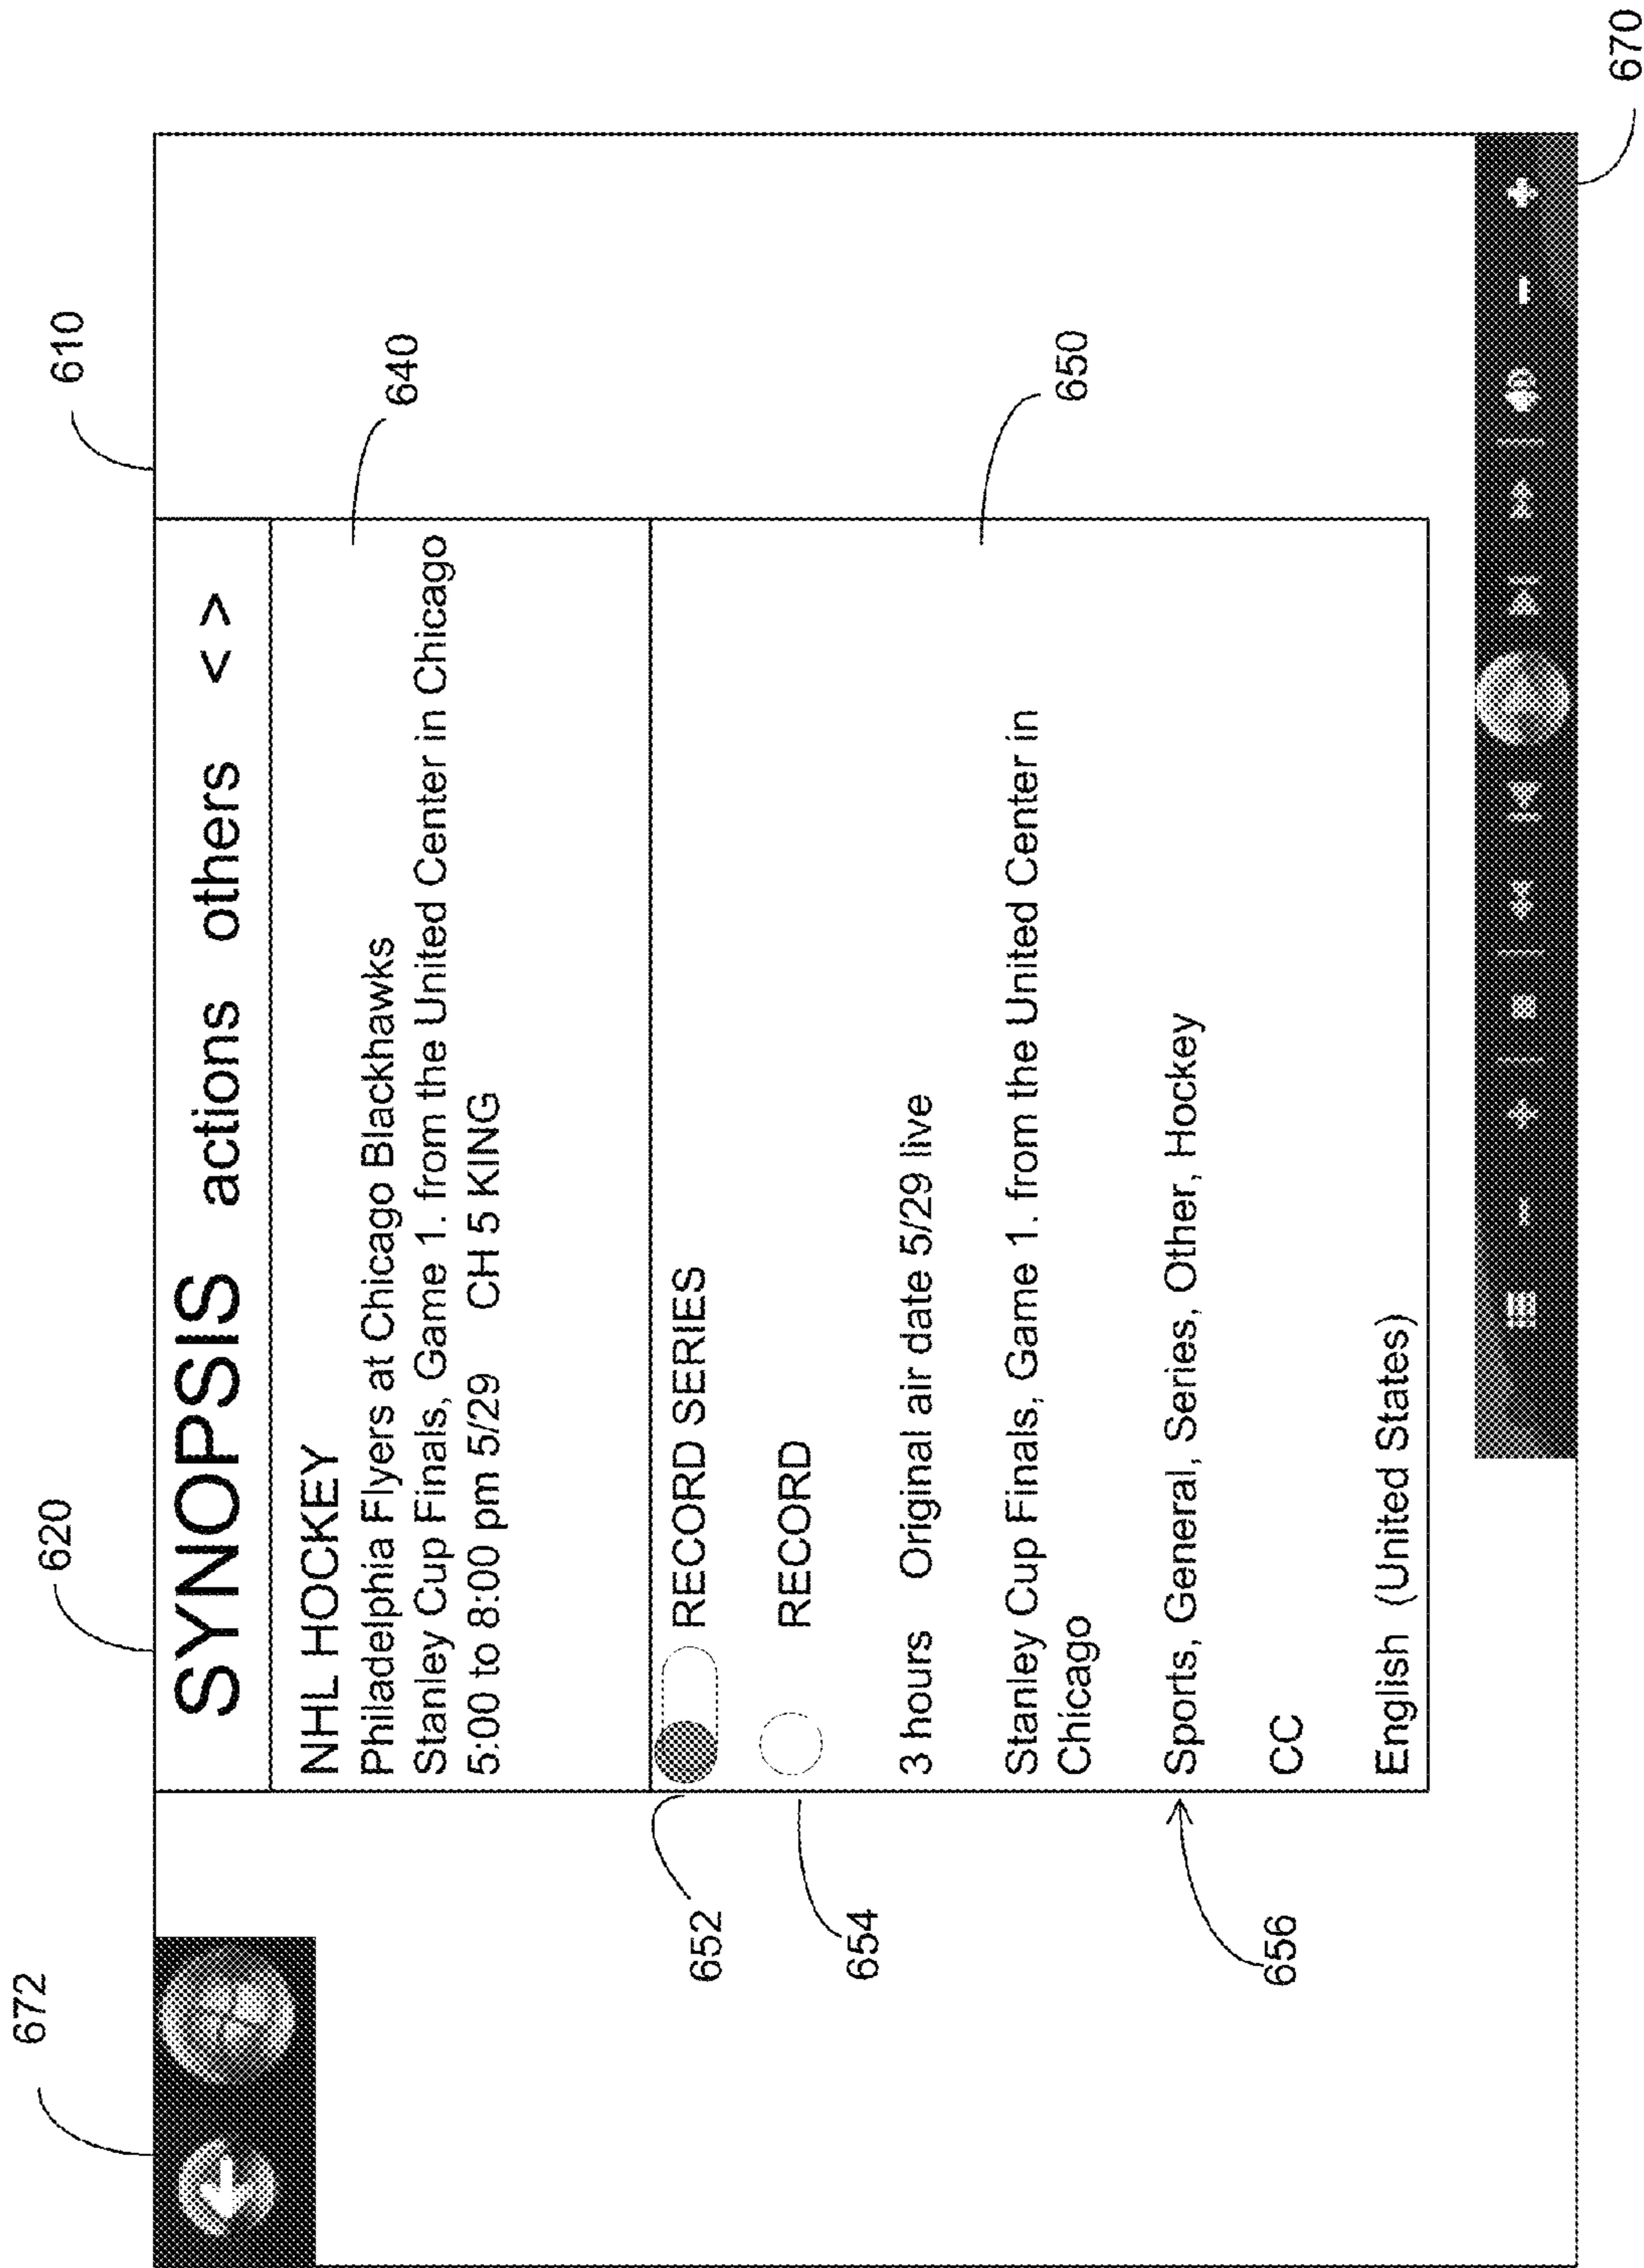 672
620
610
SYNOPSIS actions others < >
NHL HOCKEY
Philadelphia Flyers at Chicago Blackhawks
Stanley Cup Finals, Game 1. from the United Center in Chicago
5:00 to 8:00 pm 5/29 CH 5 KING
640
652
RECORD SERIES
654
RECORD
3 hours Original air date 5/29 live
650
Stanley Cup Finals, Game 1. from the United Center in
Chicago
656
Sports, General, Series, Other, Hockey
CC
English (United States)
670